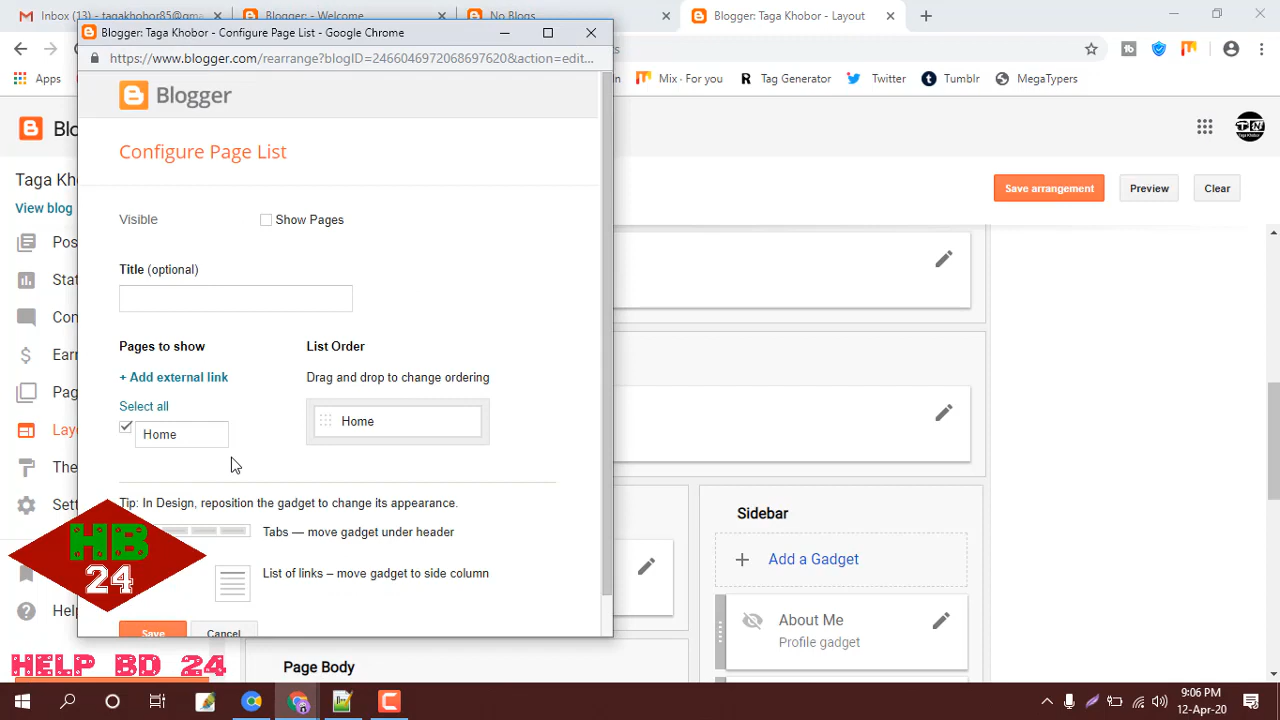 Inbox (13) - tagakhobor85@gma
Blogger: - Welcome
No Blogs
Blogger: Taga Khobor - Layout
Blogger: Taga Khobor - Configure Page List - Google Chrome
https://www.blogger.com/rearrange?blogID=2466046972068697620&action=edit...
Apps
Mix · For you
Tag Generator
Twitter
Tumblr
MegaTypers
Blogger
Configure Page List
Visible
Show Pages
Title (optional)
Pages to show
List Order
+ Add external link
Drag and drop to change ordering
Select all
Home
Home
Tip: In Design, reposition the gadget to change its appearance.
Tabs — move gadget under header
List of links – move gadget to side column
Save
Cancel
Blo
Taga Kh
View blog
Pos
Stat
Con
Earn
Pag
Lay
The
Sett
Help
Save arrangement
Preview
Clear
Sidebar
Add a Gadget
About Me
Profile gadget
Page Body
HB
24
HELP BD 24
9:06 PM
12-Apr-20